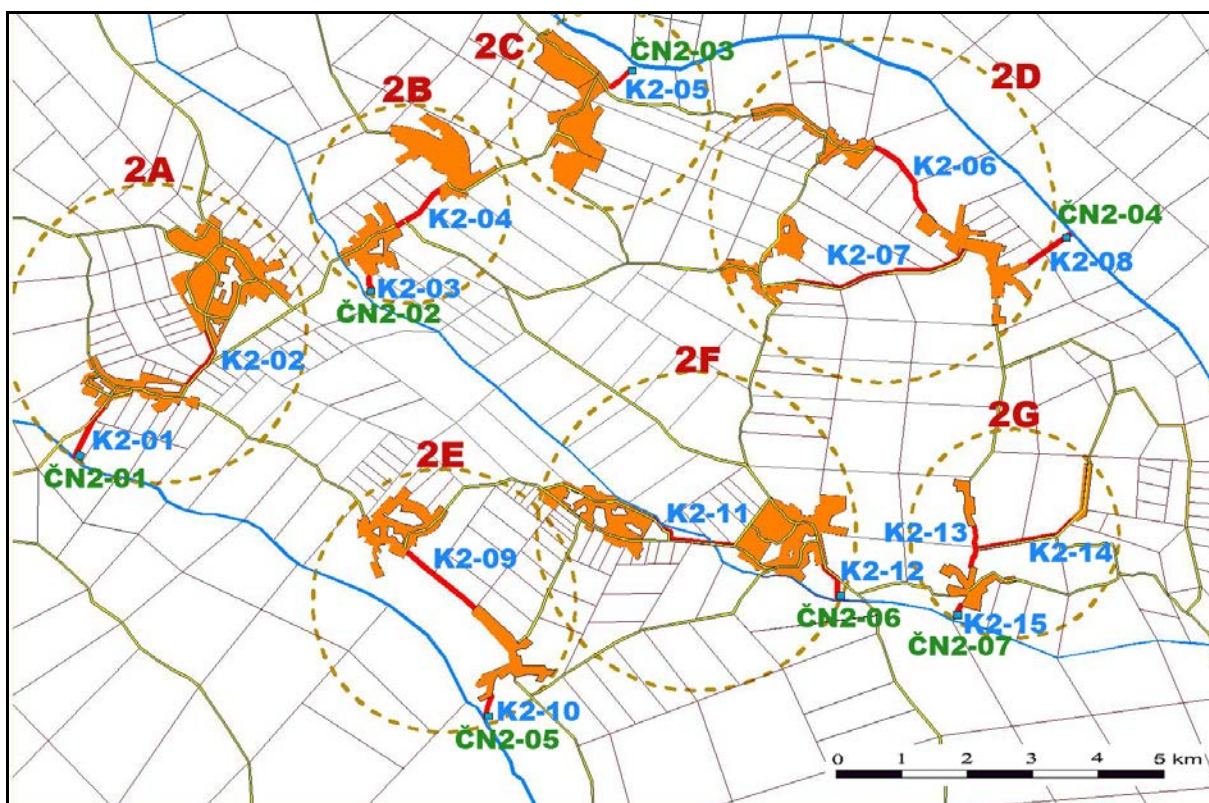 2C
ČN2-03
K2-05
2D
2B
2A
K2-06
K2-04
ČN2-04
K2-07
K2-08
K2-03
ČN2-02
K2-02
2F
2G
K2-01
ČN2-01
2E
K2-11
K2-09
K2-13
K2-14
K2-12
ČN2-06
K2-15
ČN2-07
K2-10
ČN2-05
0 1 2 3 4 5 km